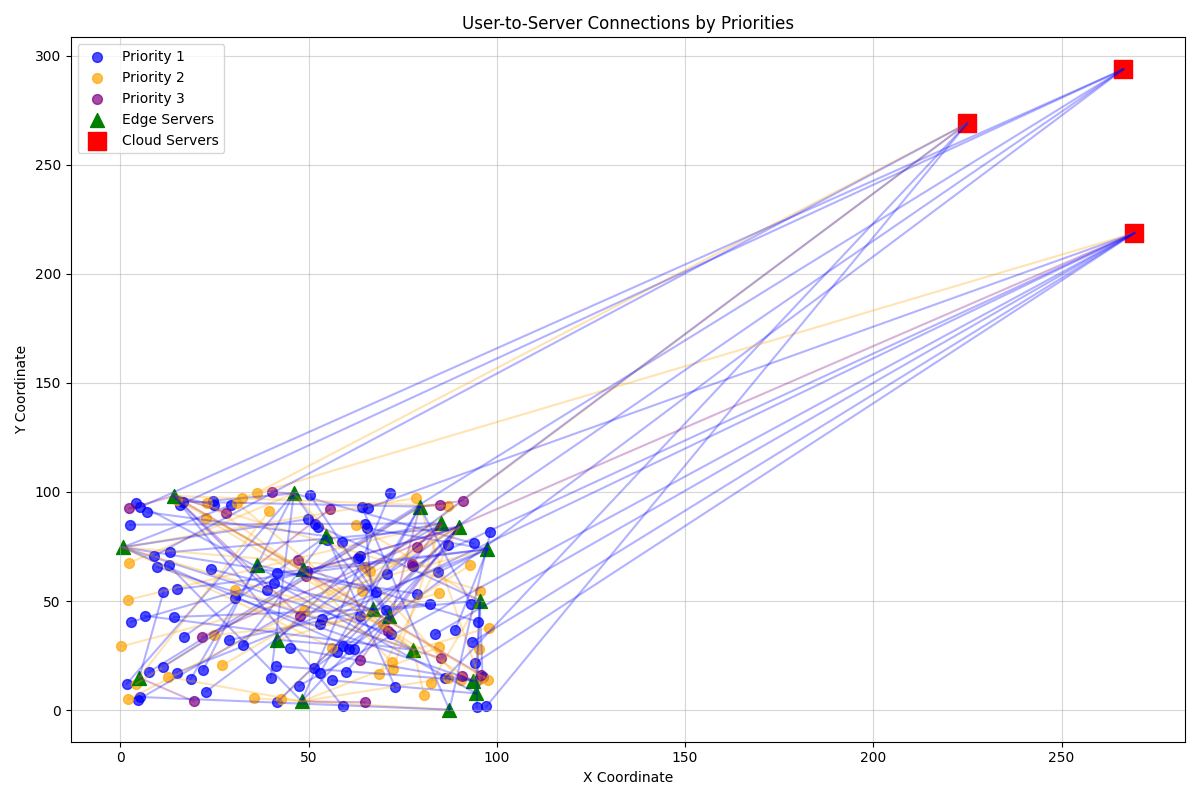 User-to-Server Connections by Priorities
Priority 1
Priority 2
Priority 3
Edge Servers
Cloud Servers
Y Coordinate
300
250
200
150
100
50
0
0
50
100
150
200
250
X Coordinate